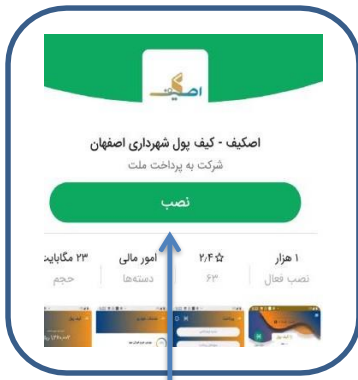 اصکیف
اصکیف - کیف پول شهرداری اصفهان
شرکت به پرداخت ملت
نصب
۱ هزار ۲٫۴ امور مالی ۲۳ مگابایت
نصب فعال ۶۳ دسته‌ها حجم